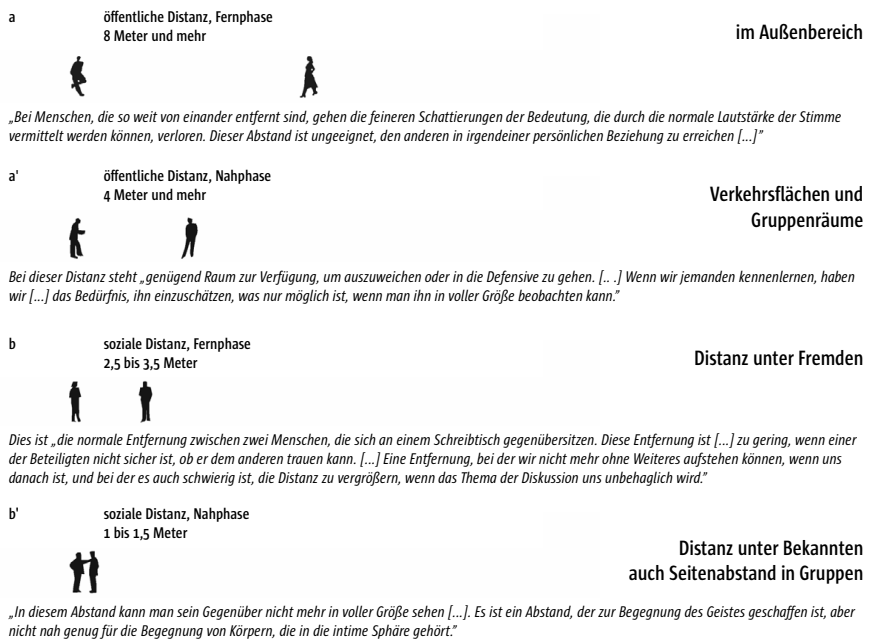 a öffentliche Distanz, Fernphase
8 Meter und mehr
im Außenbereich
„Bei Menschen, die so weit von einander entfernt sind, gehen die feineren Schattierungen der Bedeutung, die durch die normale Lautstärke der Stimme
vermittelt werden können, verloren. Dieser Abstand ist ungeeignet, den anderen in irgendeiner persönlichen Beziehung zu erreichen [...]”
a' öffentliche Distanz, Nahphase
4 Meter und mehr
Verkehrsflächen und
Gruppenräume
Bei dieser Distanz steht „genügend Raum zur Verfügung, um auszuweichen oder in die Defensive zu gehen. [.. .] Wenn wir jemanden kennenlernen, haben
wir [...] das Bedürfnis, ihn einzuschätzen, was nur möglich ist, wenn man ihn in voller Größe beobachten kann.”
b soziale Distanz, Fernphase
2,5 bis 3,5 Meter
Distanz unter Fremden
Dies ist „die normale Entfernung zwischen zwei Menschen, die sich an einem Schreibtisch gegenübersitzen. Diese Entfernung ist [...] zu gering, wenn einer
der Beteiligten nicht sicher ist, ob er dem anderen trauen kann. [...] Eine Entfernung, bei der wir nicht mehr ohne Weiteres aufstehen können, wenn uns
danach ist, und bei der es auch schwierig ist, die Distanz zu vergrößern, wenn das Thema der Diskussion uns unbehaglich wird.”
b' soziale Distanz, Nahphase
1 bis 1,5 Meter
Distanz unter Bekannten
auch Seitenabstand in Gruppen
„In diesem Abstand kann man sein Gegenüber nicht mehr in voller Größe sehen [...]. Es ist ein Abstand, der zur Begegnung des Geistes geschaffen ist, aber
nicht nah genug für die Begegnung von Körpern, die in die intime Sphäre gehört.”